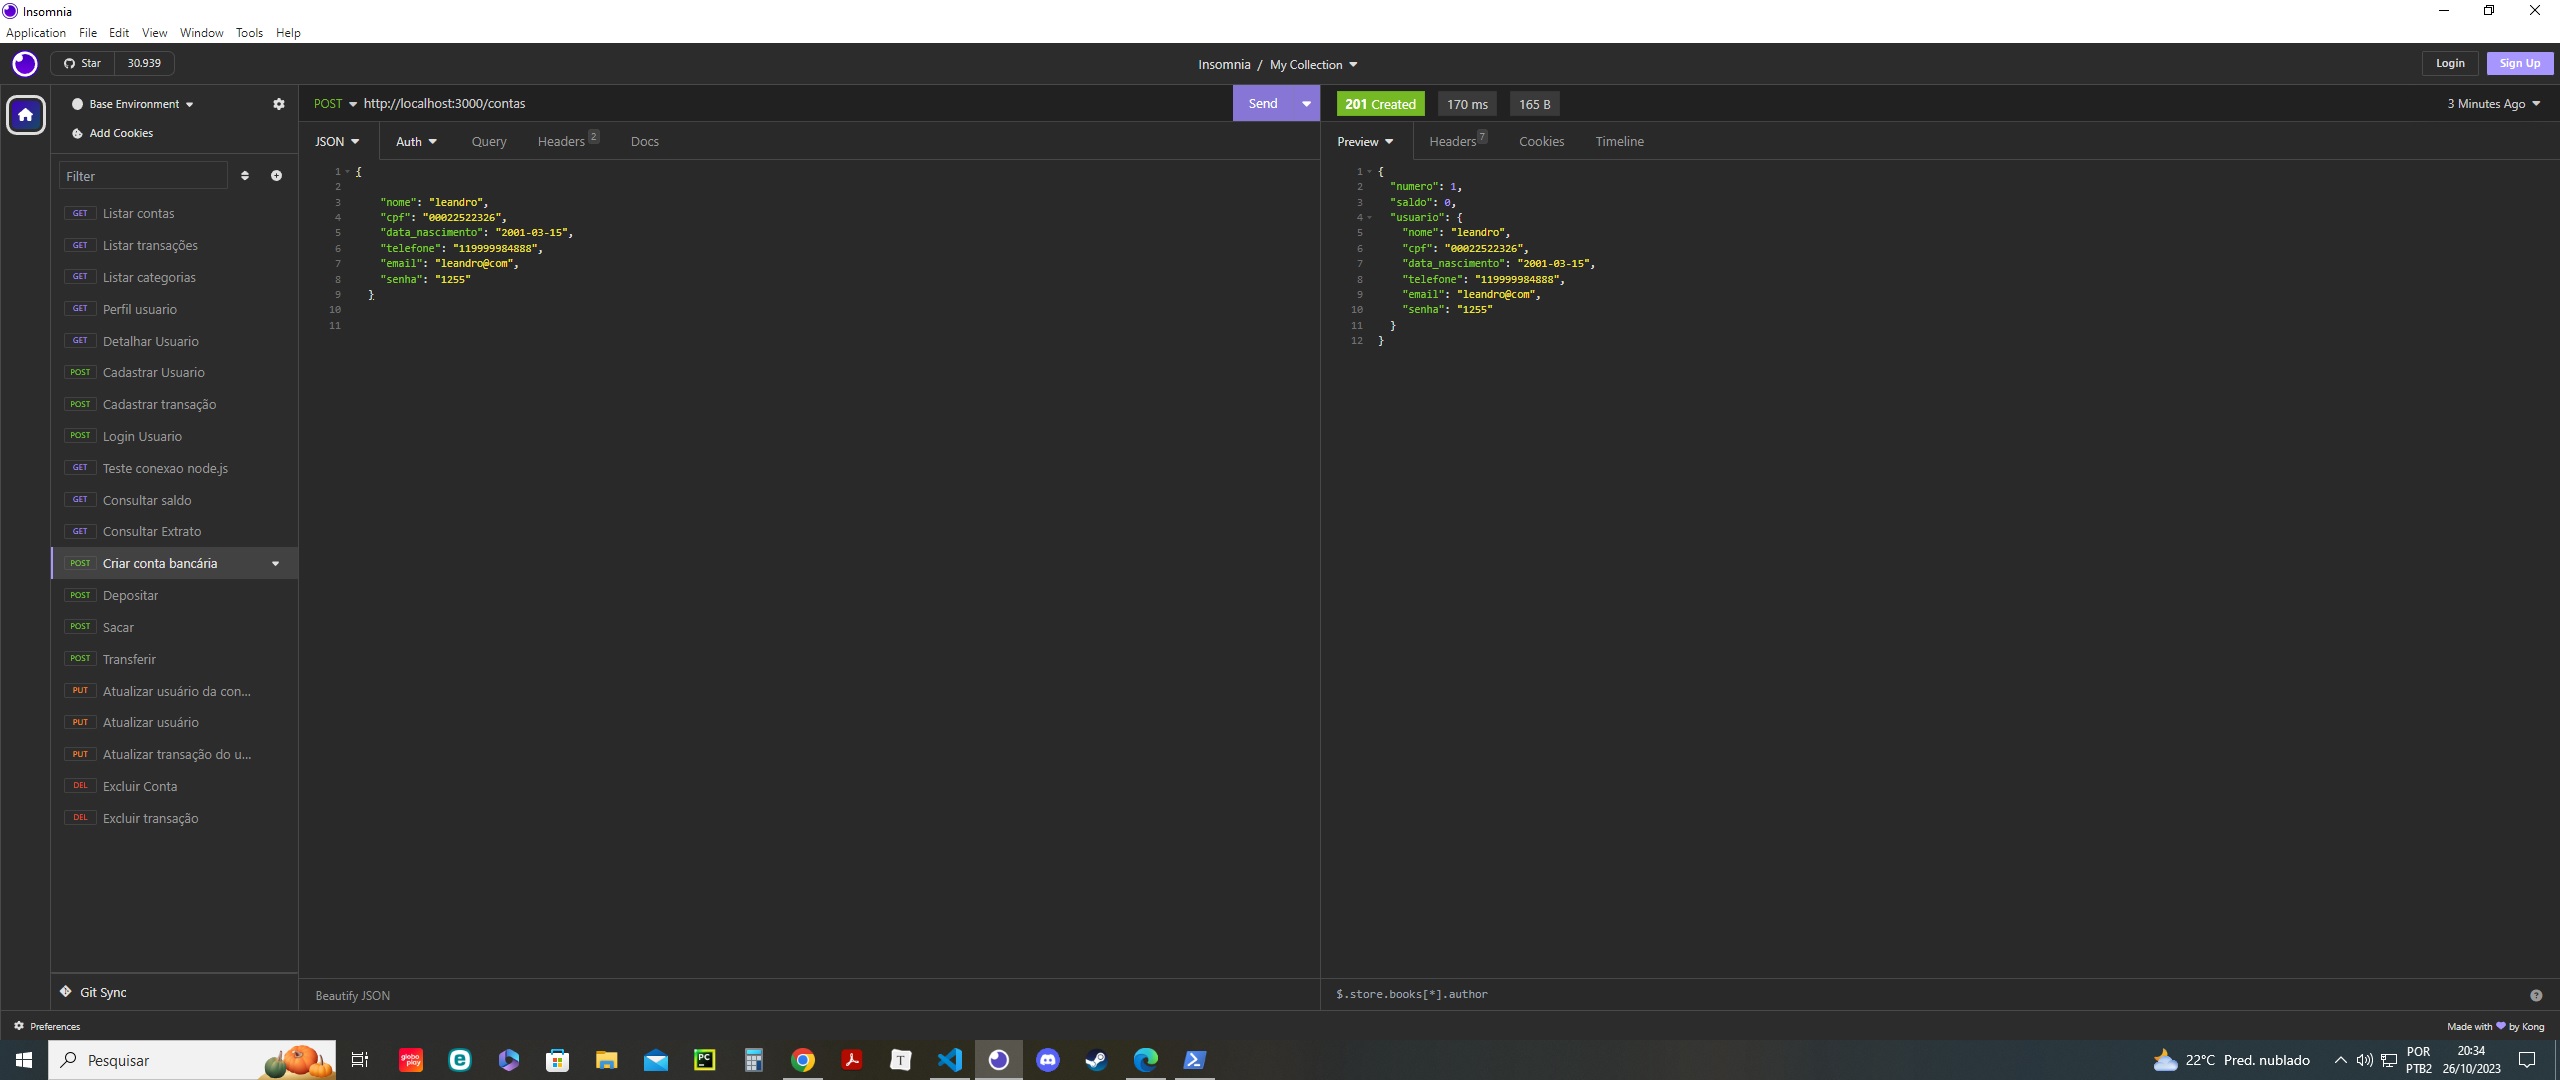 Insomnia
Application File Edit View Window Tools Help
Star 30.939
Insomnia / My Collection
Login Sign Up
Base Environment
Add Cookies
Filter
GET Listar contas
GET Listar transações
GET Listar categorias
GET Perfil usuario
GET Detalhar Usuario
POST Cadastrar Usuario
POST Cadastrar transação
POST Login Usuario
GET Teste conexao node.js
GET Consultar saldo
GET Consultar Extrato
POST Criar conta bancária
POST Depositar
POST Sacar
POST Transferir
PUT Atualizar usuário da con...
PUT Atualizar usuário
PUT Atualizar transação do u...
DEL Excluir Conta
DEL Excluir transação
Git Sync
POST http://localhost:3000/contas Send
JSON Auth Query Headers 2 Docs
1 {
2
3 "nome": "leandro",
4 "cpf": "00022522326",
5 "data_nascimento": "2001-03-15",
6 "telefone": "119999984888",
7 "email": "leandro@com",
8 "senha": "1255"
9 }
10
11
Beautify JSON
201 Created 170 ms 165 B 3 Minutes Ago
Preview Headers 7 Cookies Timeline
1 {
2 "numero": 1,
3 "saldo": 0,
4 "usuario": {
5 "nome": "leandro",
6 "cpf": "00022522326",
7 "data_nascimento": "2001-03-15",
8 "telefone": "119999984888",
9 "email": "leandro@com",
10 "senha": "1255"
11 }
12 }
$.store.books[*].author ?
Preferences
Made with by Kong
Pesquisar
globo play
PC
T
22°C Pred. nublado
POR
PTB2
20:34
26/10/2023